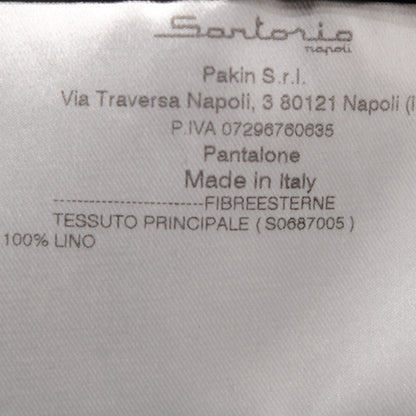 Sartorio
napoli
Pakin S.r.l.
Via Traversa Napoli, 3 80121 Napoli (I
P.IVA 07296760635
Pantalone
Made in Italy
----------------------FIBREESTERNE
TESSUTO PRINCIPALE ( S0687005 )
100% LINO